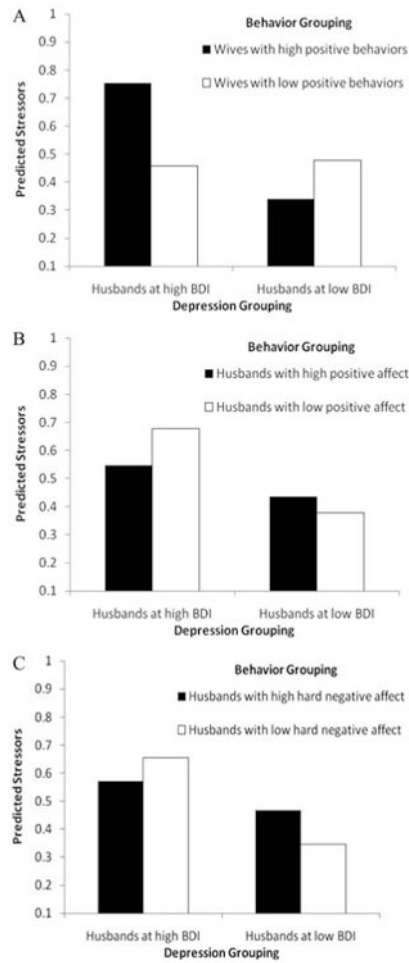 A
Behavior Grouping
Wives with high positive behaviors
Wives with low positive behaviors
Predicted Stressors
1
0.9
0.8
0.7
0.6
0.5
0.4
0.3
0.2
0.1
Husbands at high BDI
Husbands at low BDI
Depression Grouping
B
Behavior Grouping
Husbands with high positive affect
Husbands with low positive affect
Predicted Stressors
1
0.9
0.8
0.7
0.6
0.5
0.4
0.3
0.2
0.1
Husbands at high BDI
Husbands at low BDI
Depression Grouping
C
Behavior Grouping
Husbands with high hard negative affect
Husbands with low hard negative affect
Predicted Stressors
1
0.9
0.8
0.7
0.6
0.5
0.4
0.3
0.2
0.1
Husbands at high BDI
Husbands at low BDI
Depression Grouping